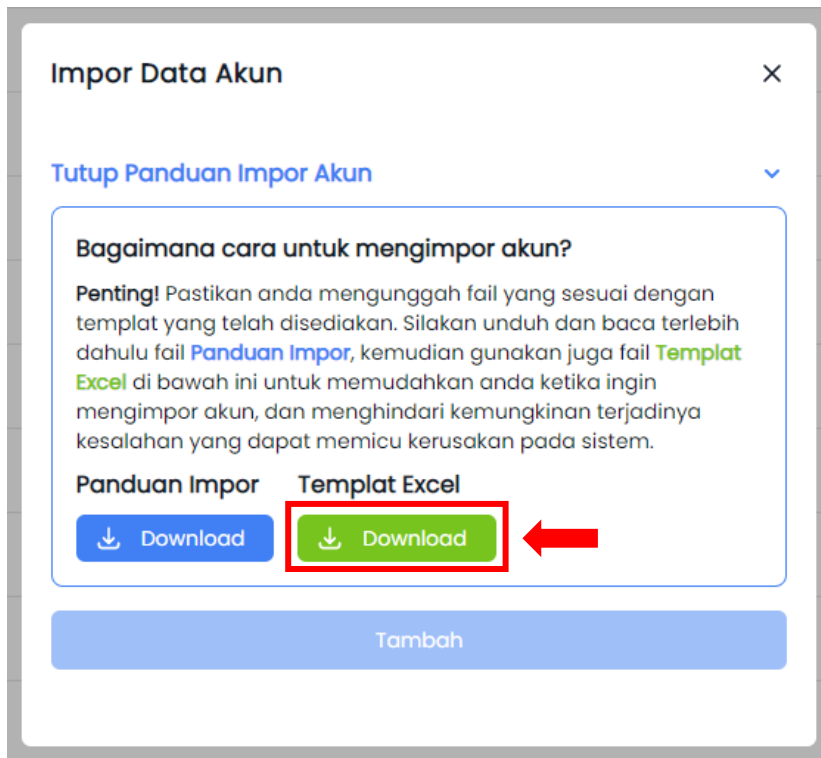 Impor Data Akun
Tutup Panduan Impor Akun
Bagaimana cara untuk mengimpor akun?
Penting! Pastikan anda mengunggah fail yang sesuai dengan
templat yang telah disediakan. Silakan unduh dan baca terlebih
dahulu fail Panduan Impor, kemudian gunakan juga fail Templat
Excel di bawah ini untuk memudahkan anda ketika ingin
mengimpor akun, dan menghindari kemungkinan terjadinya
kesalahan yang dapat memicu kerusakan pada sistem.
Panduan Impor Templat Excel
Download Download
Tambah